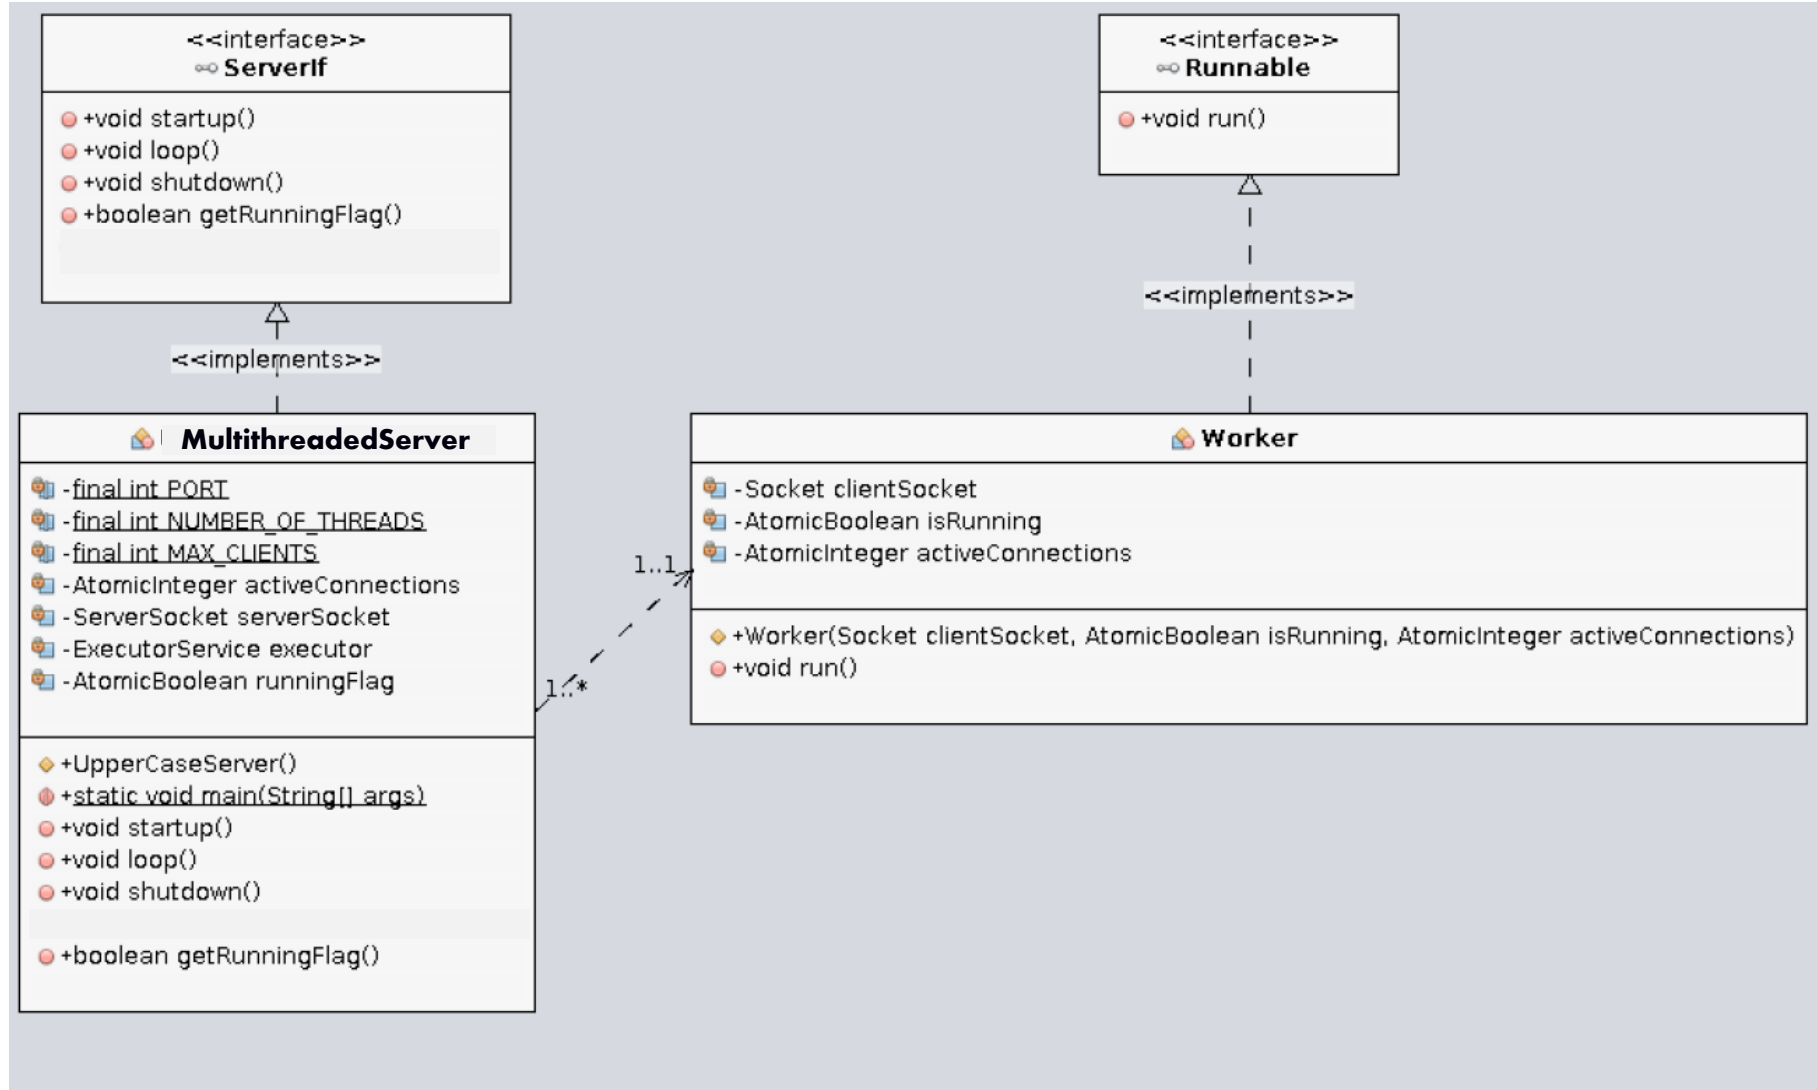 <<interface>>
ServerIf
+void startup()
+void loop()
+void shutdown()
+boolean getRunningFlag()
<<implements>>
MultithreadedServer
-final int PORT
-final int NUMBER_OF_THREADS
-final int MAX_CLIENTS
-AtomicInteger activeConnections
-ServerSocket serverSocket
-ExecutorService executor
-AtomicBoolean runningFlag
+UpperCaseServer()
+static void main(String[] args)
+void startup()
+void loop()
+void shutdown()
+boolean getRunningFlag()
1..*
1..1
<<interface>>
Runnable
+void run()
<<implements>>
Worker
-Socket clientSocket
-AtomicBoolean isRunning
-AtomicInteger activeConnections
+Worker(Socket clientSocket, AtomicBoolean isRunning, AtomicInteger activeConnections)
+void run()